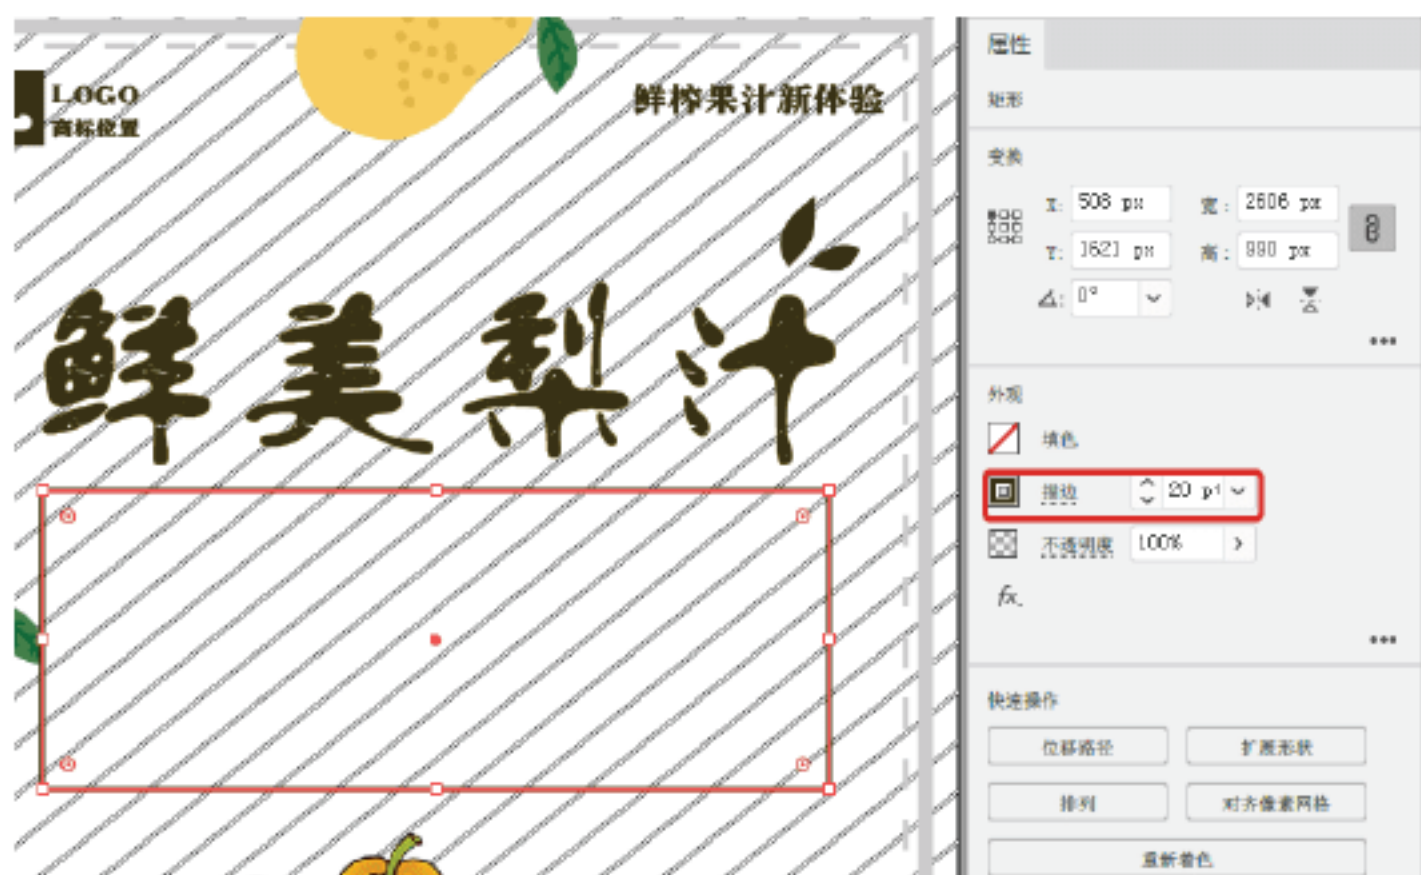 LOGO
商标位置
鲜榨果汁新体验
鲜美梨汁
属性
矩形
变换
X: 508 px
宽: 2606 px
Y: 1621 px
高: 990 px
0°
外观
填色
描边
20 pt
不透明度
100%
fx.
快速操作
位移路径
扩展形状
排列
对齐像素网格
重新着色